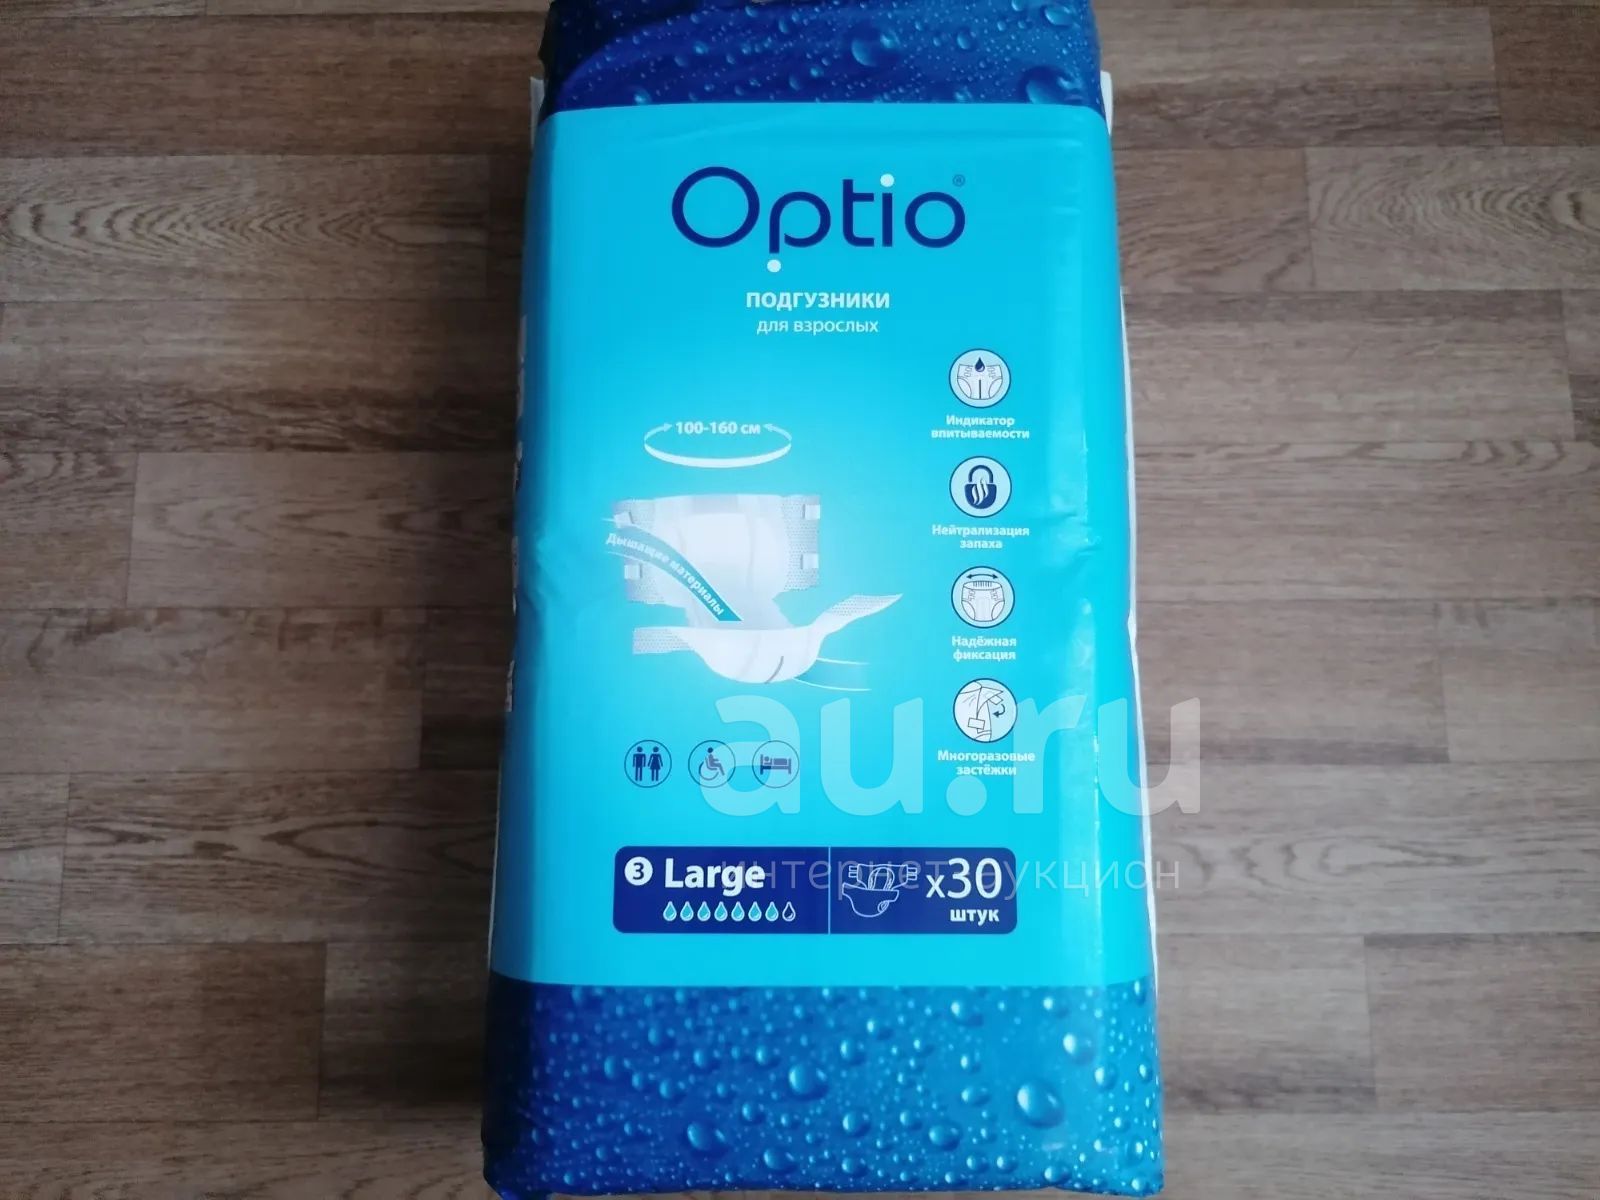 Optio®
ПОДГУЗНИКИ
для взрослых
Индикатор
впитываемости
100-160 см
Нейтрализация
запаха
Дышащие материалы
Надёжная
фиксация
au.ru
Многоразовые
застёжки
интернет аукцион
3 Large
x30
штук